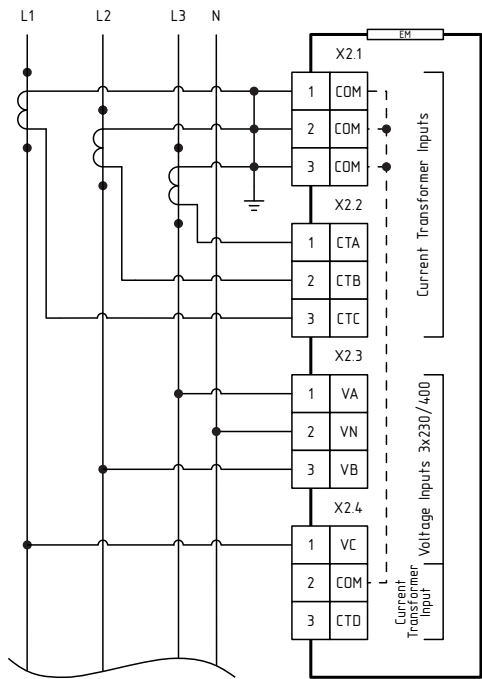 L1 L2 L3 N
EM
X2.1
1 COM
2 COM
3 COM
Current Transformer Inputs
X2.2
1 CTA
2 CTB
3 CTC
X2.3
1 VA
2 VN
3 VB
Voltage Inputs 3x230/400
X2.4
1 VC
2 COM
3 CTD
Current
Transformer
Input